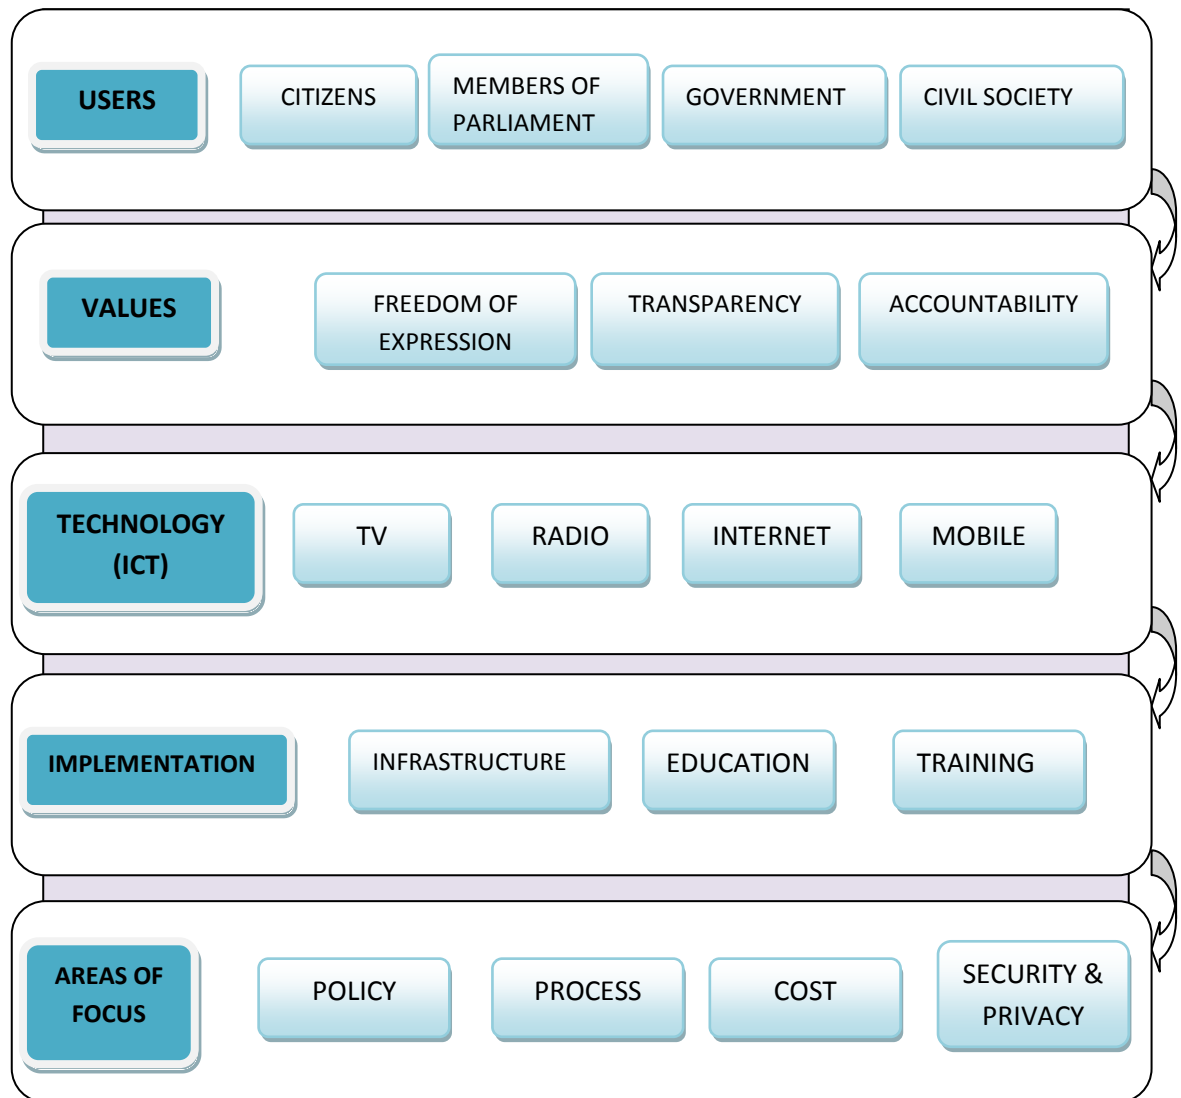 USERS
CITIZENS
MEMBERS OF
PARLIAMENT
GOVERNMENT
CIVIL SOCIETY
VALUES
FREEDOM OF
EXPRESSION
TRANSPARENCY
ACCOUNTABILITY
TECHNOLOGY
(ICT)
TV
RADIO
INTERNET
MOBILE
IMPLEMENTATION
INFRASTRUCTURE
EDUCATION
TRAINING
AREAS OF
FOCUS
POLICY
PROCESS
COST
SECURITY &
PRIVACY